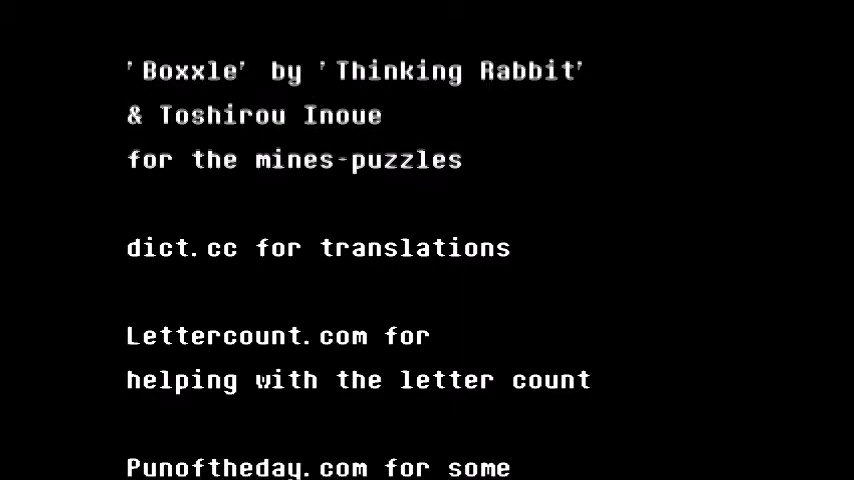 'Boxxle' by 'Thinking Rabbit'
& Toshirou Inoue
for the mines-puzzles
dict.cc for translations
Lettercount.com for
helping with the letter count
Punoftheday.com for some